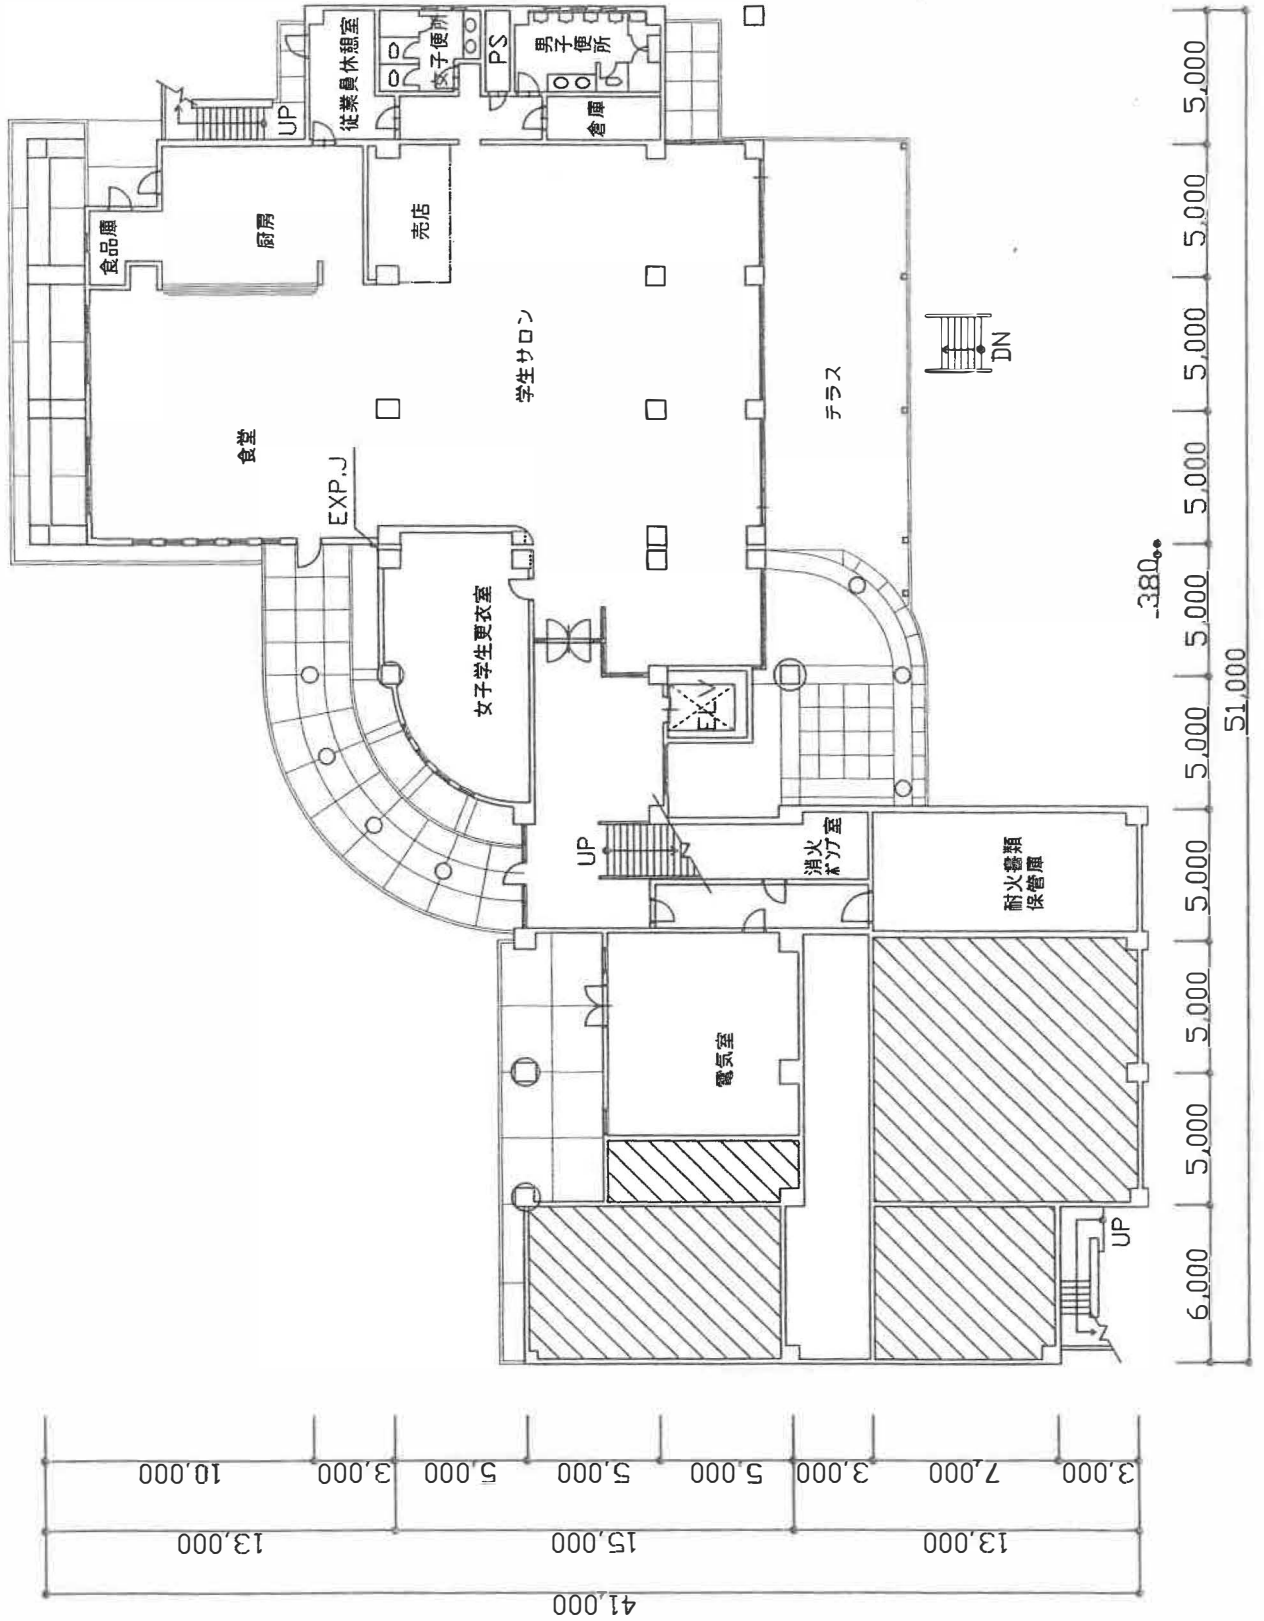 従業員休憩室
女子便所
PS
男子便所
倉庫
UP
食品庫
厨房
売店
学生サロン
食堂
EXP.J
テラス
DN
女子学生更衣室
ELV
UP
消火
ポンプ室
耐火書類
保管庫
電気室
UP
-380
5,000
5,000
5,000
5,000
5,000
5,000
5,000
5,000
5,000
6,000
51,000
10,000
3,000
5,000
5,000
5,000
3,000
7,000
3,000
13,000
15,000
13,000
41,000